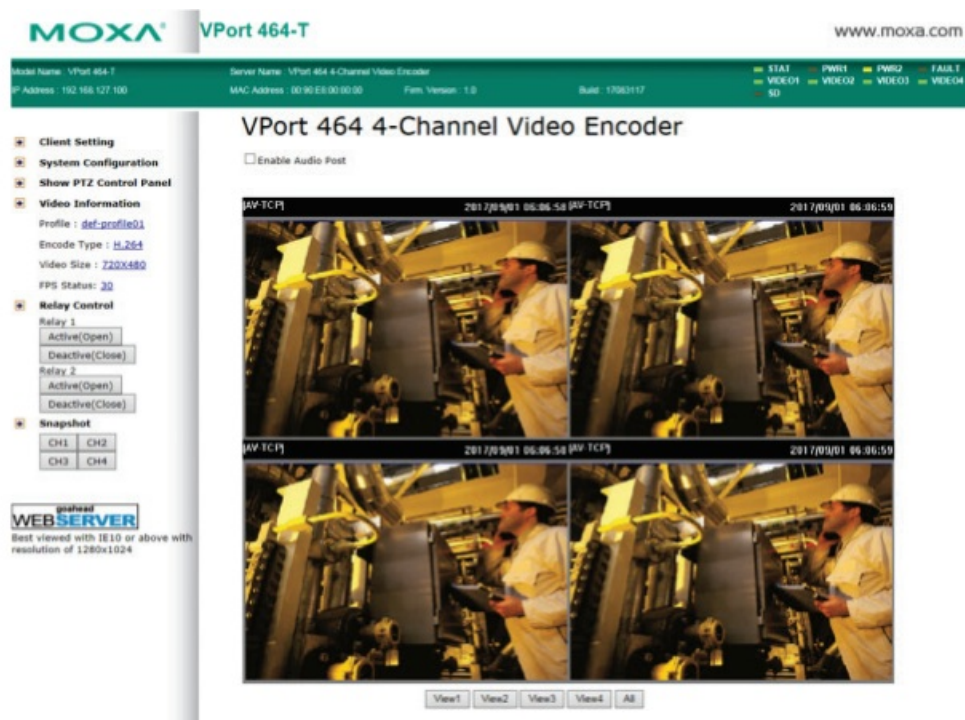 MOXA®
VPort 464-T
www.moxa.com
Model Name : VPort 464-T
Server Name : VPort 464 4-Channel Video Encoder
STAT PWR1 PWR2 FAULT
VIDEO1 VIDEO2 VIDEO3 VIDEO4
IP Address : 192.168.127.100
MAC Address : 00:90:E8:00:00:00
Firm. Version : 1.0
Build : 17083117
SD
VPort 464 4-Channel Video Encoder
Enable Audio Post
Client Setting
System Configuration
Show PTZ Control Panel
Video Information
Profile : def-profile01
Encode Type : H.264
Video Size : 720X480
FPS Status: 30
Relay Control
Relay 1
Active(Open)
Deactive(Close)
Relay 2
Active(Open)
Deactive(Close)
Snapshot
CH1 CH2
CH3 CH4
goahead
WEBSERVER
Best viewed with IE10 or above with
resolution of 1280x1024
[AV-TCP] 2017/09/01 06:06:58
[AV-TCP] 2017/09/01 06:06:59
[AV-TCP] 2017/09/01 06:06:58
[AV-TCP] 2017/09/01 06:06:59
View1 View2 View3 View4 All